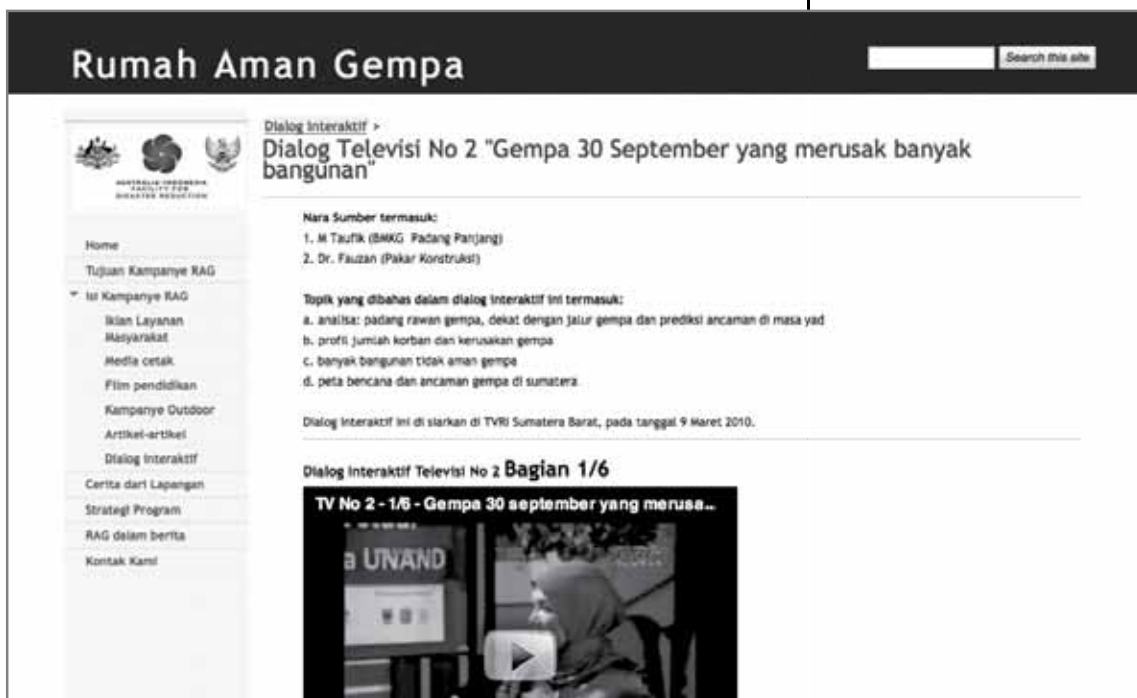 Rumah Aman Gempa
Search this site
AUSTRALIA INDONESIA
FACILITY FOR
DISASTER REDUCTION
Home
Tujuan Kampanye RAG
Isi Kampanye RAG
Iklan Layanan
Masyarakat
Media cetak
Film pendidikan
Kampanye Outdoor
Artikel-artikel
Dialog Interaktif
Cerita dari Lapangan
Strategi Program
RAG dalam berita
Kontak Kami
Dialog Interaktif >
Dialog Televisi No 2 "Gempa 30 September yang merusak banyak
bangunan"
Nara Sumber termasuk:
1. M Taufik (BMKG Padang Panjang)
2. Dr. Fauzan (Pakar Konstruksi)
Topik yang dibahas dalam dialog interaktif ini termasuk:
a. analisa: padang rawan gempa, dekat dengan jalur gempa dan prediksi ancaman di masa yad
b. profil jumlah korban dan kerusakan gempa
c. banyak bangunan tidak aman gempa
d. peta bencana dan ancaman gempa di sumatera
Dialog Interaktif ini di siarkan di TVRI Sumatera Barat, pada tanggal 9 Maret 2010.
Dialog Interaktif Televisi No 2 Bagian 1/6
TV No 2 - 1/6 - Gempa 30 september yang merusa...
a UNAND